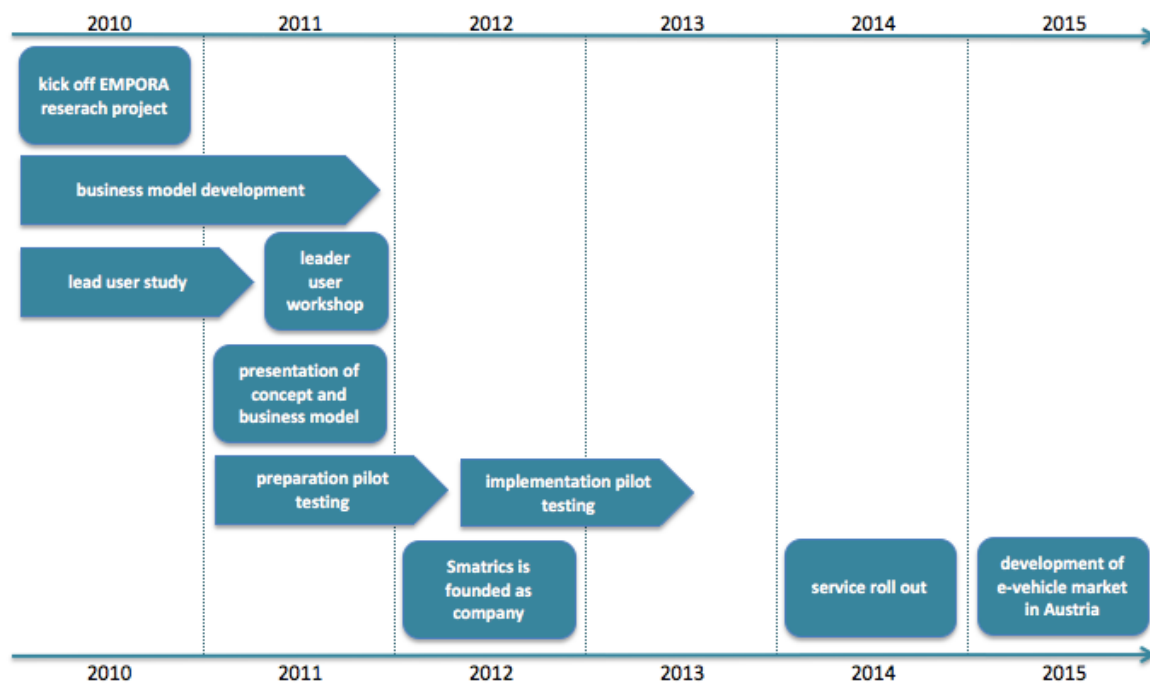 2010 2011 2012 2013 2014 2015
kick off EMPORA
reserach project
business model development
lead user study
leader
user
workshop
presentation of
concept and
business model
preparation pilot
testing
implementation pilot
testing
Smatrics is
founded as
company
service roll out
development of
e-vehicle market
in Austria
2010 2011 2012 2013 2014 2015